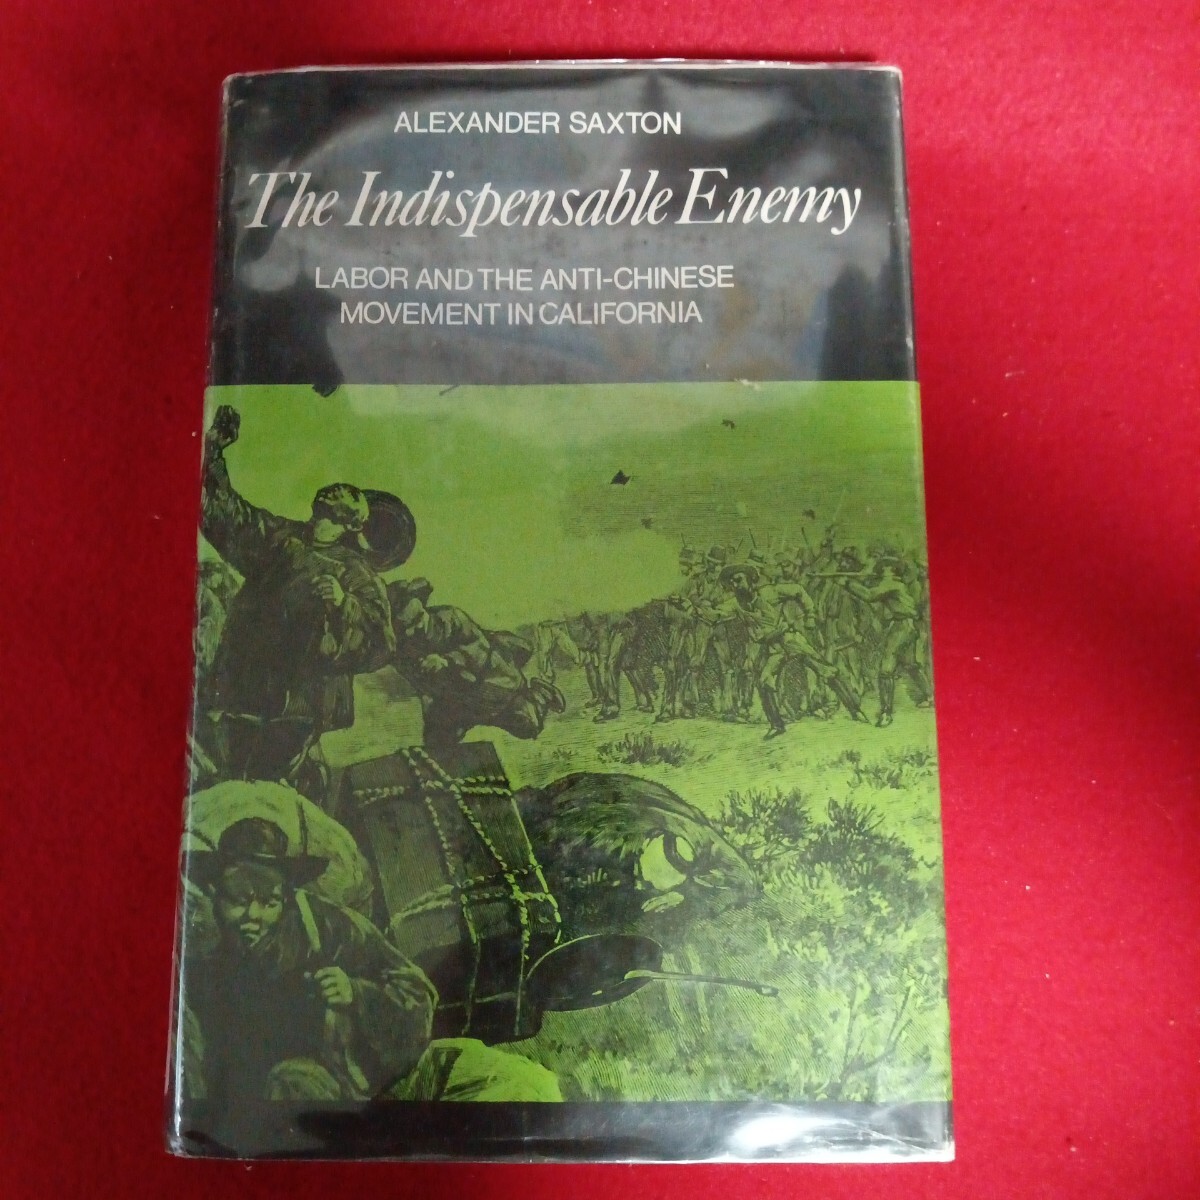 ALEXANDER SAXTON
The Indispensable Enemy
LABOR AND THE ANTI-CHINESE
MOVEMENT IN CALIFORNIA